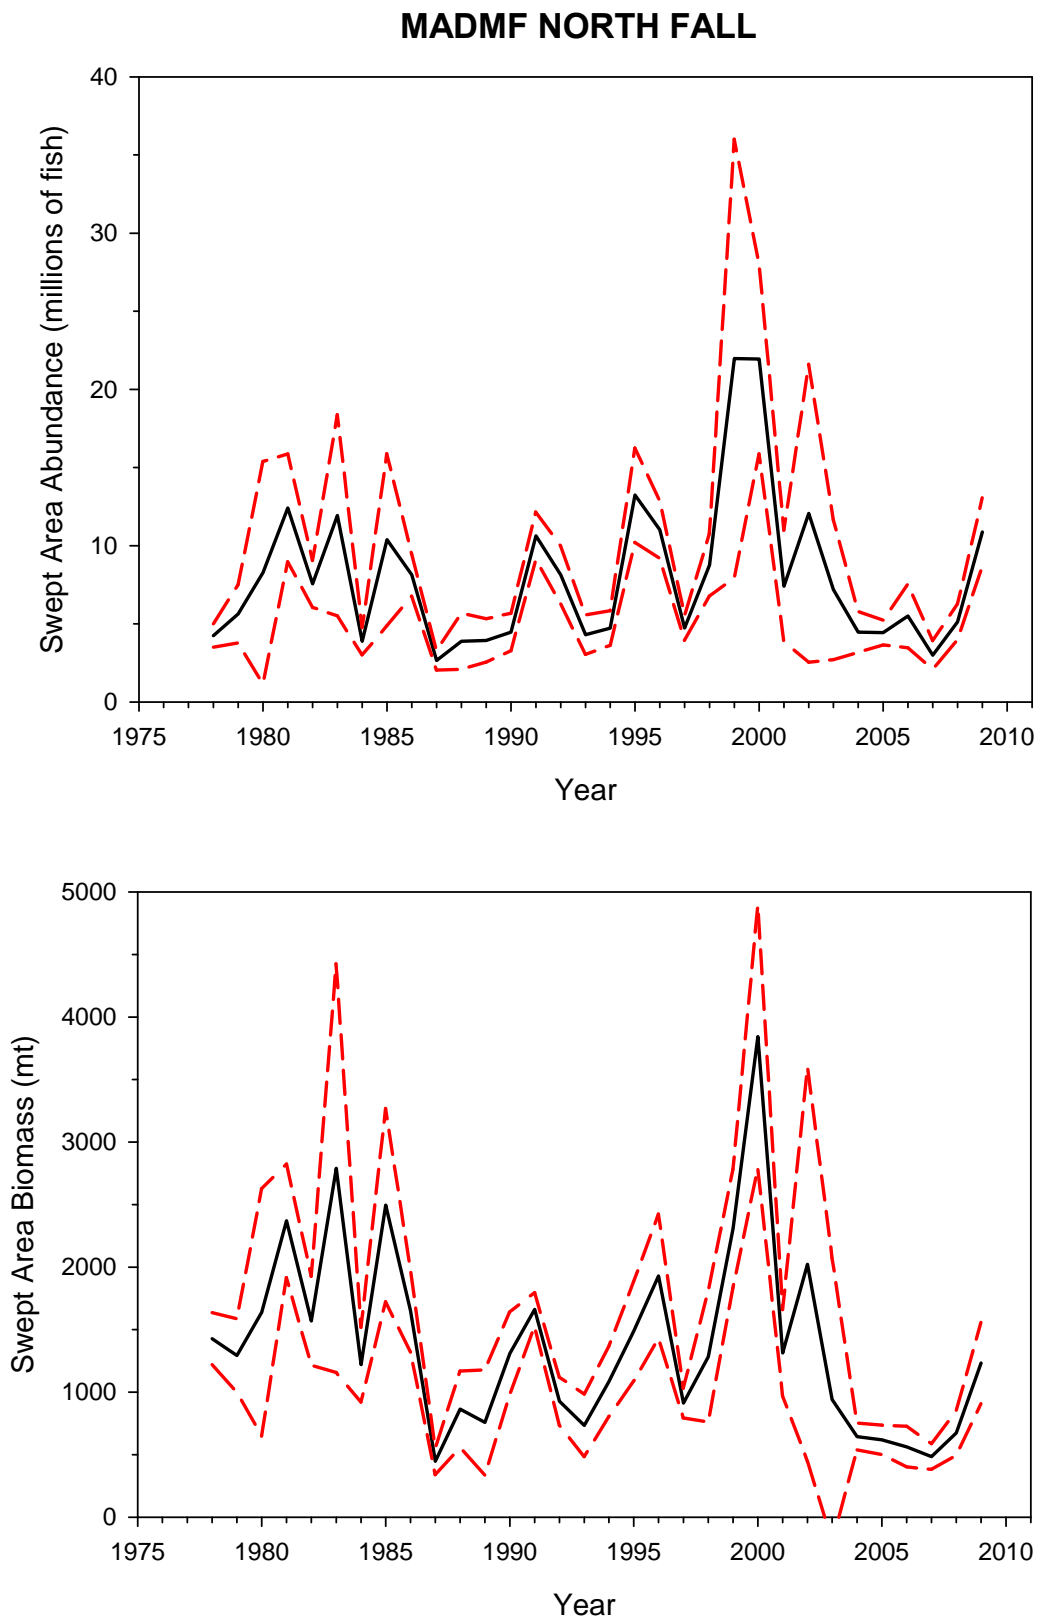 MADMF NORTH FALL
Swept Area Abundance (millions of fish)
40
30
20
10
0
1975 1980 1985 1990 1995 2000 2005 2010
Year
Swept Area Biomass (mt)
5000
4000
3000
2000
1000
0
1975 1980 1985 1990 1995 2000 2005 2010
Year